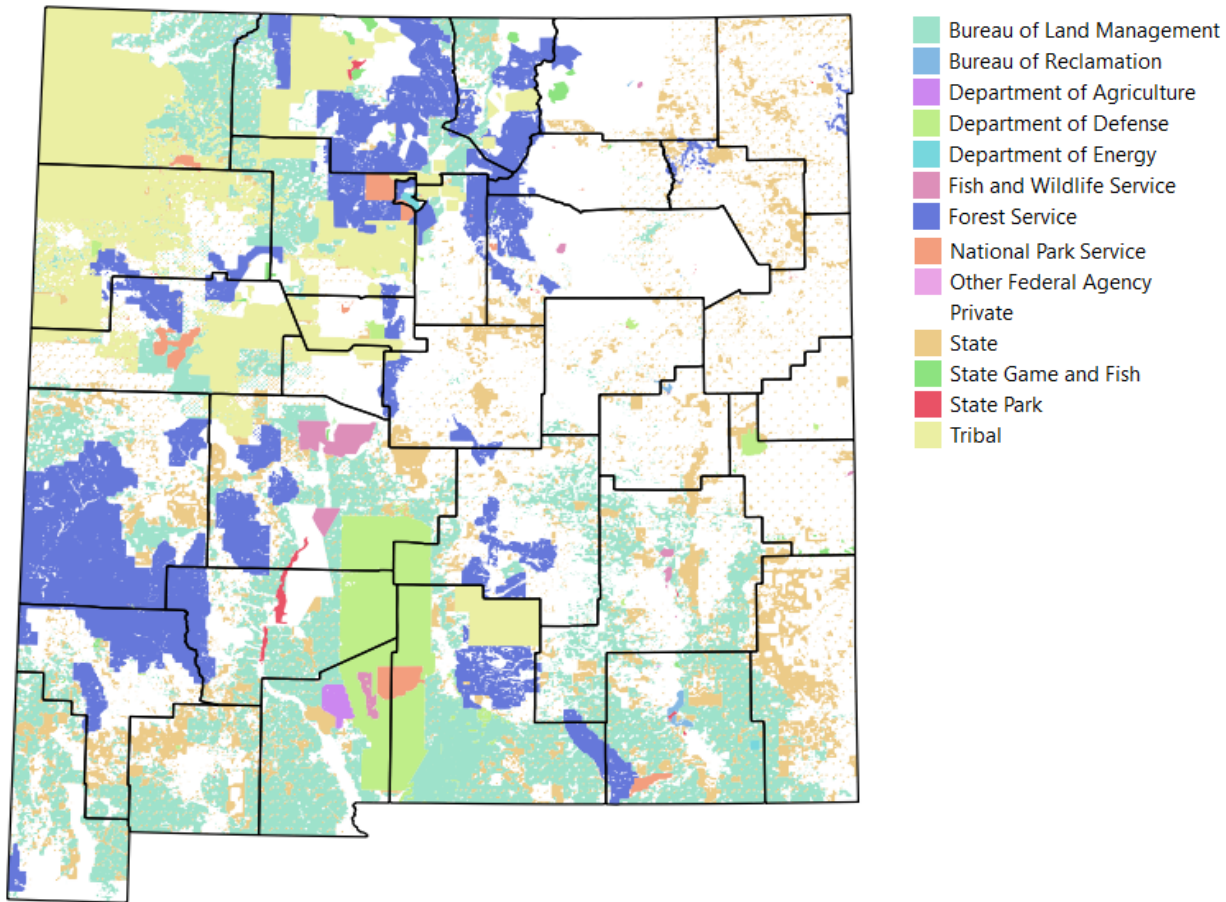 Bureau of Land Management
Bureau of Reclamation
Department of Agriculture
Department of Defense
Department of Energy
Fish and Wildlife Service
Forest Service
National Park Service
Other Federal Agency
Private
State
State Game and Fish
State Park
Tribal